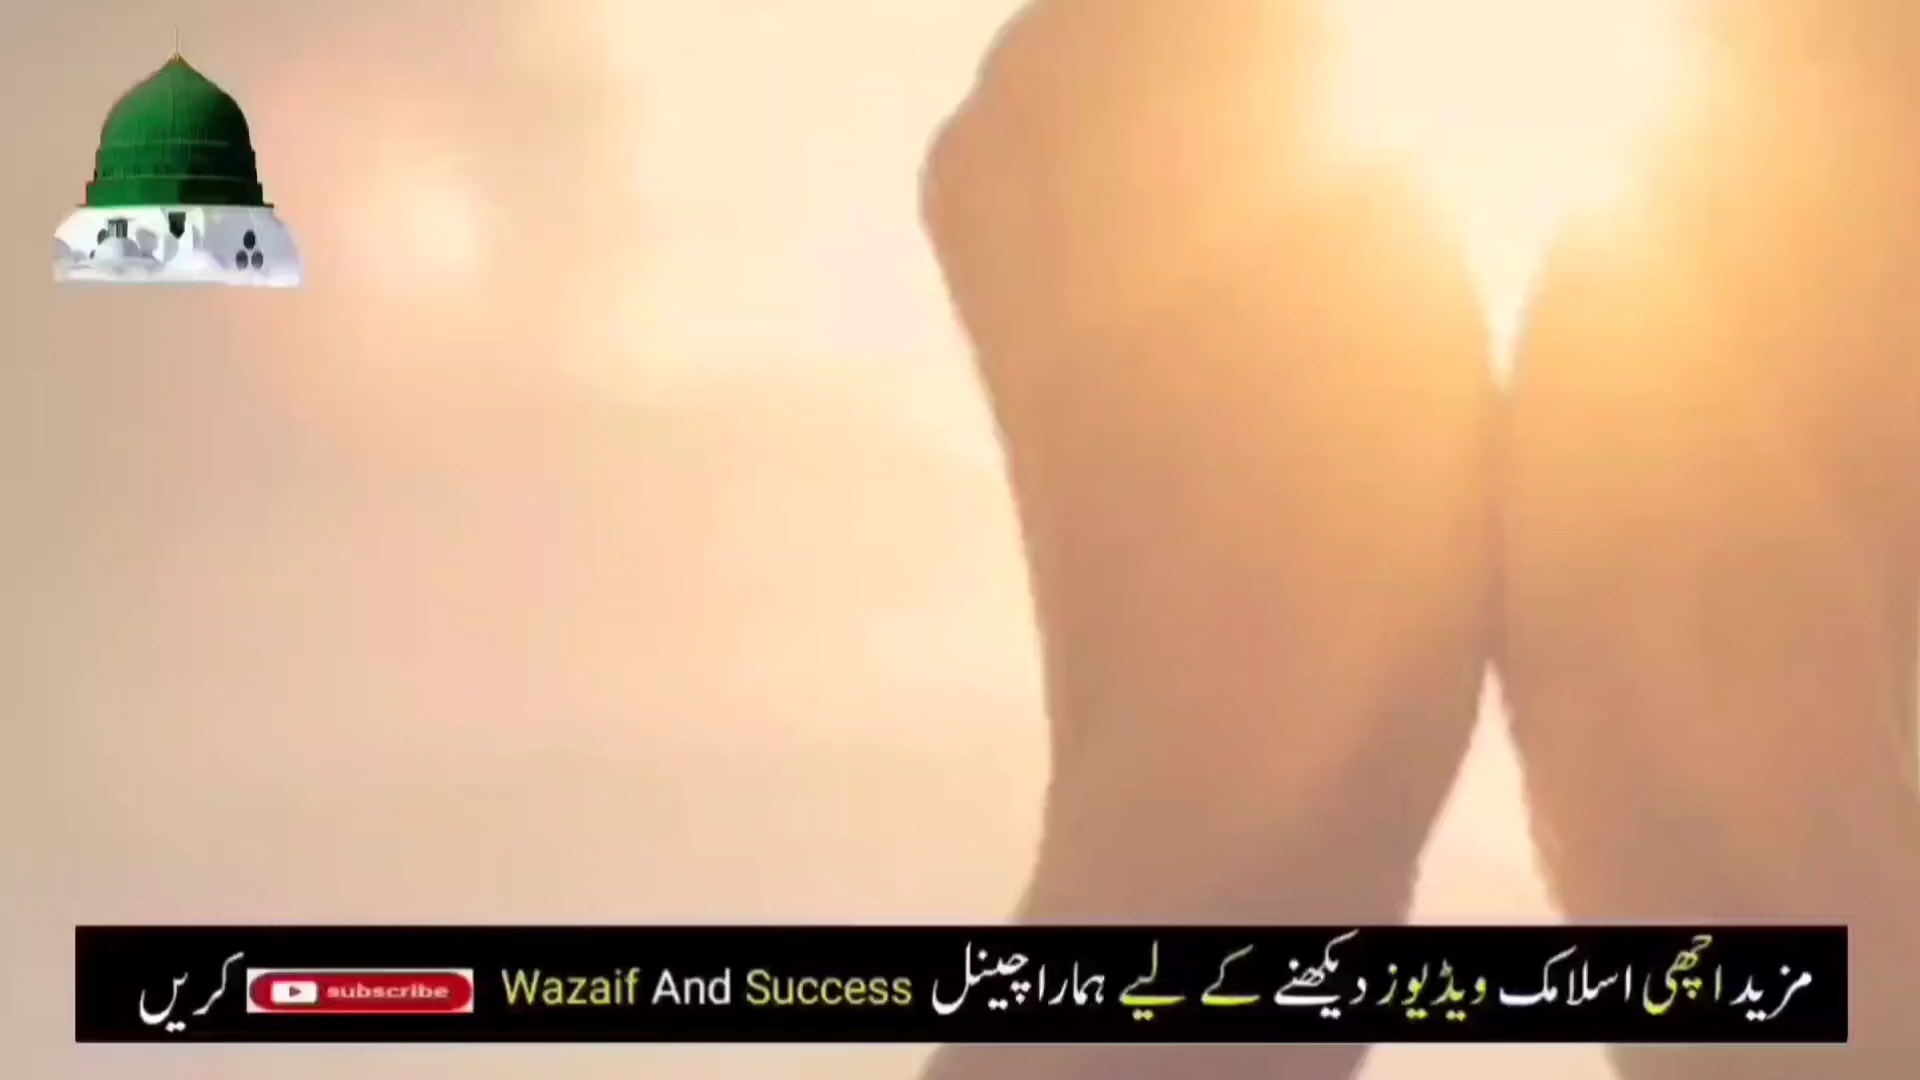 مزید اچھی اسلامک ویڈیوز دیکھنے کے لیے ہمارا چینل Wazaif And Success subscribe کریں